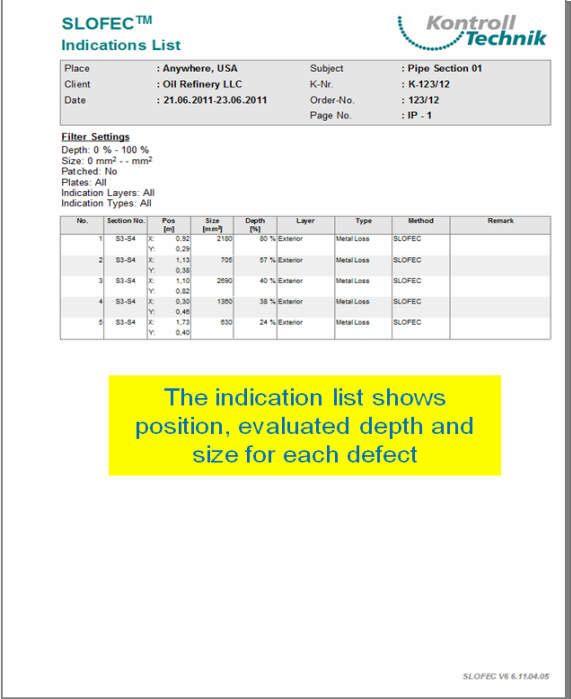 SLOFEC™
Indications List
Kontroll
Technik
Place : Anywhere, USA Subject : Pipe Section 01
Client : Oil Refinery LLC K-Nr. : K-123/12
Date : 21.06.2011-23.06.2011 Order-No. : 123/12
Page No. : IP - 1
Filter Settings
Depth: 0 % - 100 %
Size: 0 mm² - - mm²
Patched: No
Plates: All
Indication Layers: All
Indication Types: All
No. Section No. Pos Size Depth Layer Type Method Remark
[m] [mm²] [%]
1 S3-S4 X: 0,92 2180 80 % Exterior Metal Loss SLOFEC
Y: 0,29
2 S3-S4 X: 1,13 705 57 % Exterior Metal Loss SLOFEC
Y: 0,38
3 S3-S4 X: 1,10 2690 40 % Exterior Metal Loss SLOFEC
Y: 0,82
4 S3-S4 X: 0,30 1360 38 % Exterior Metal Loss SLOFEC
Y: 0,46
5 S3-S4 X: 1,73 630 24 % Exterior Metal Loss SLOFEC
Y: 0,40
The indication list shows
position, evaluated depth and
size for each defect
SLOFEC V6 6.11.04.05